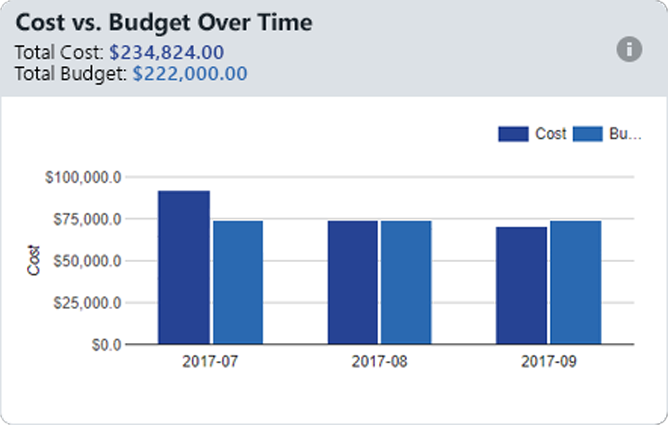 Cost vs. Budget Over Time
Total Cost: $234,824.00
Total Budget: $222,000.00
i
Cost Bu...
$100,000.0
$75,000.0
$50,000.0
$25,000.0
$0.0
Cost
2017-07 2017-08 2017-09